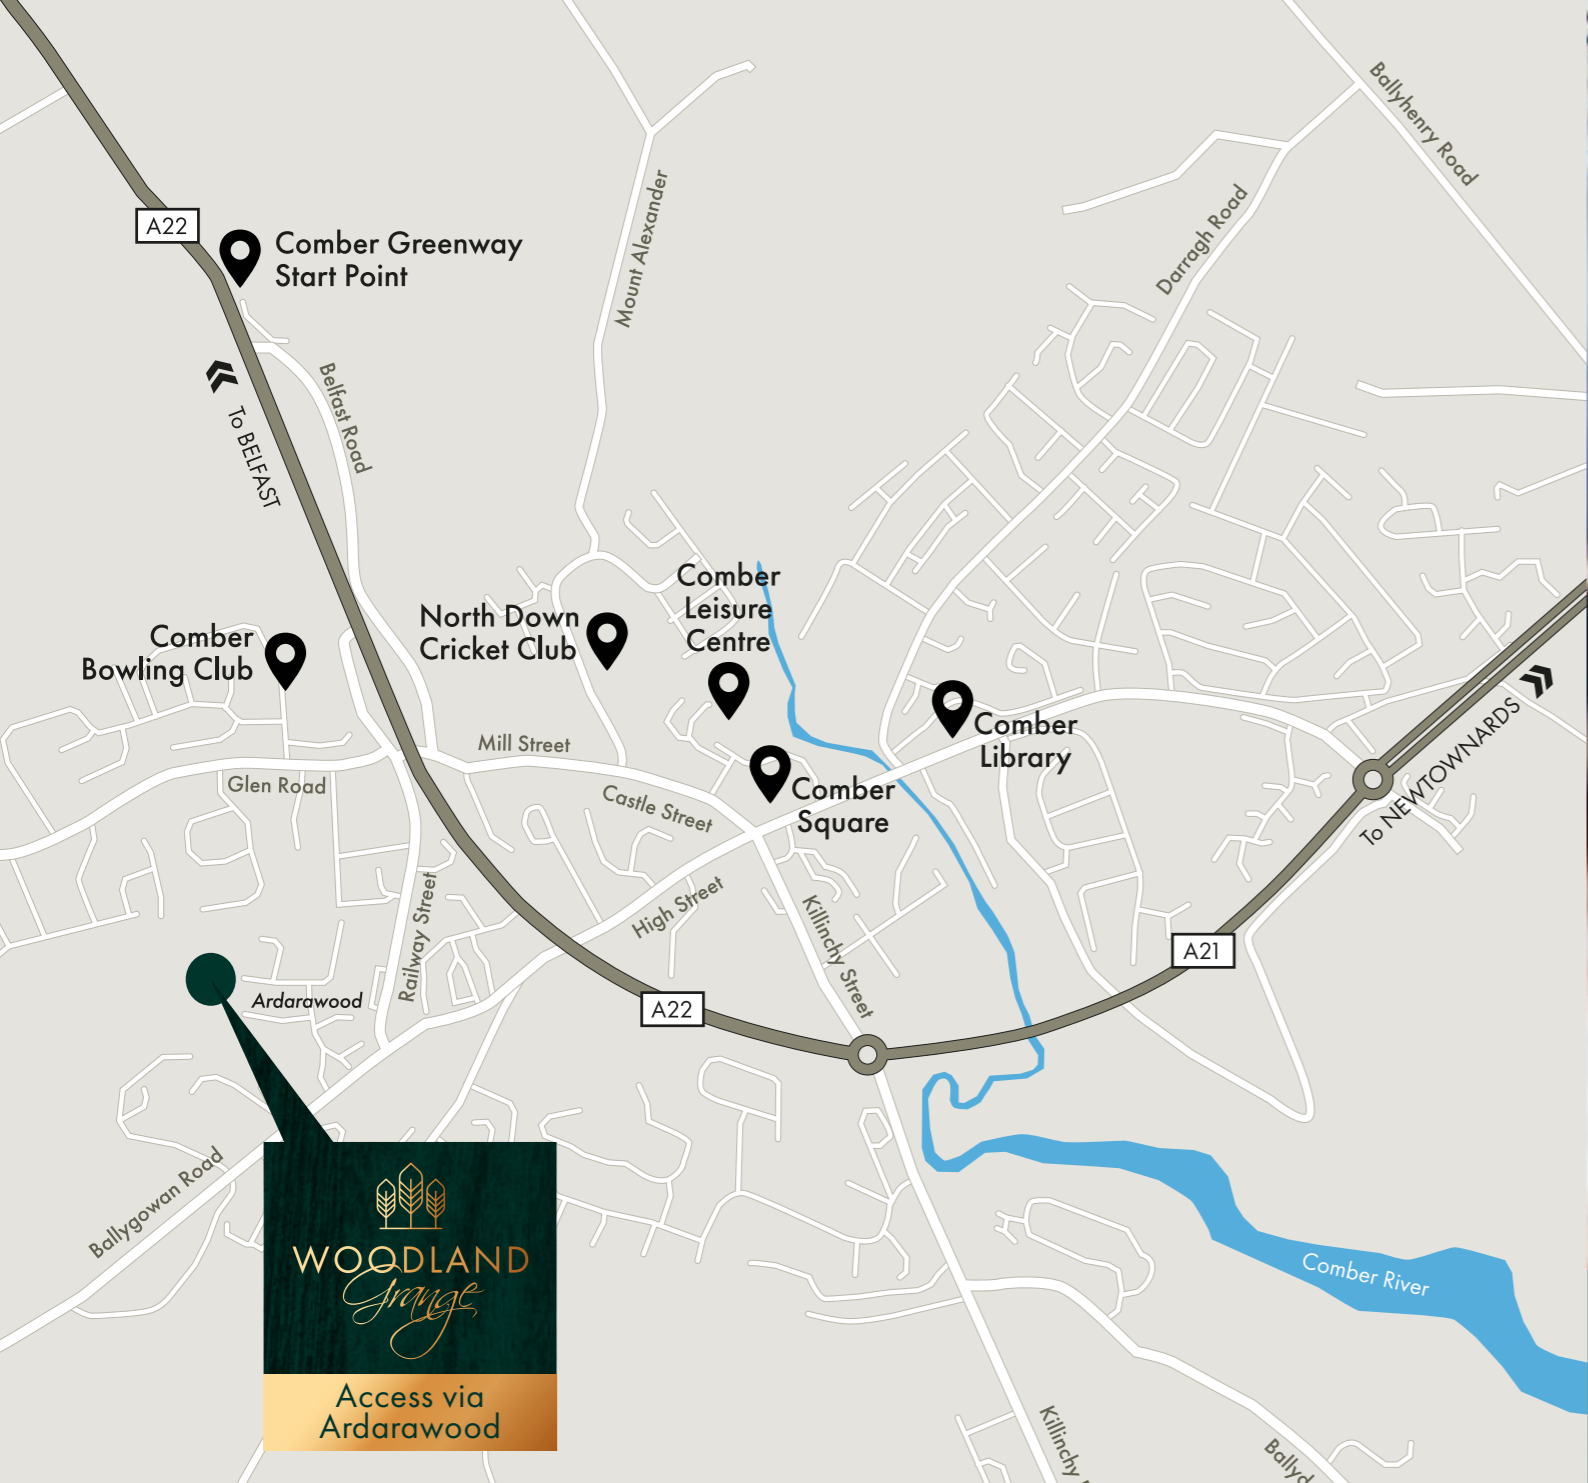 Ballyhenry Road
Mount Alexander
Darragh Road
A22
Comber Greenway
Start Point
Belfast Road
To BELFAST
Comber
Leisure
Centre
North Down
Cricket Club
Comber
Bowling Club
Comber
Library
Mill Street
Glen Road
Castle Street
Comber
Square
To NEWTOWNARDS
High Street
Killinchy Street
Railway Street
A21
Ardarawood
A22
Ballygowan Road
WOODLAND
Grange
Access via
Ardarawood
Comber River
Killinchy
Ballyd